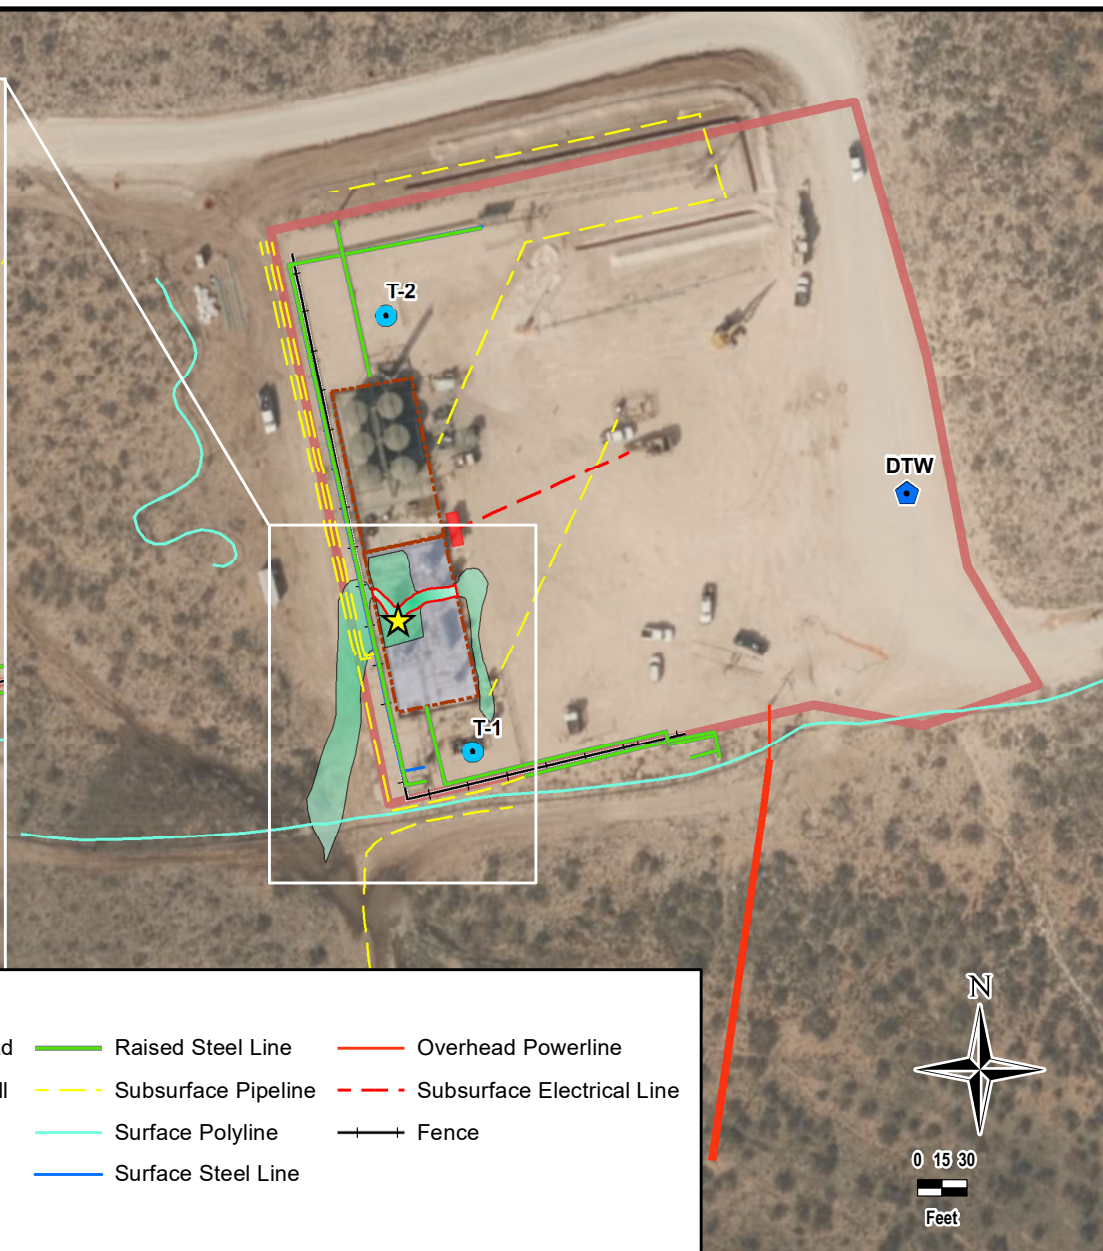 T-2
DTW
T-1
N
d
Raised Steel Line
Overhead Powerline
ll
Subsurface Pipeline
Subsurface Electrical Line
Surface Polyline
Fence
Surface Steel Line
0 15 30
Feet